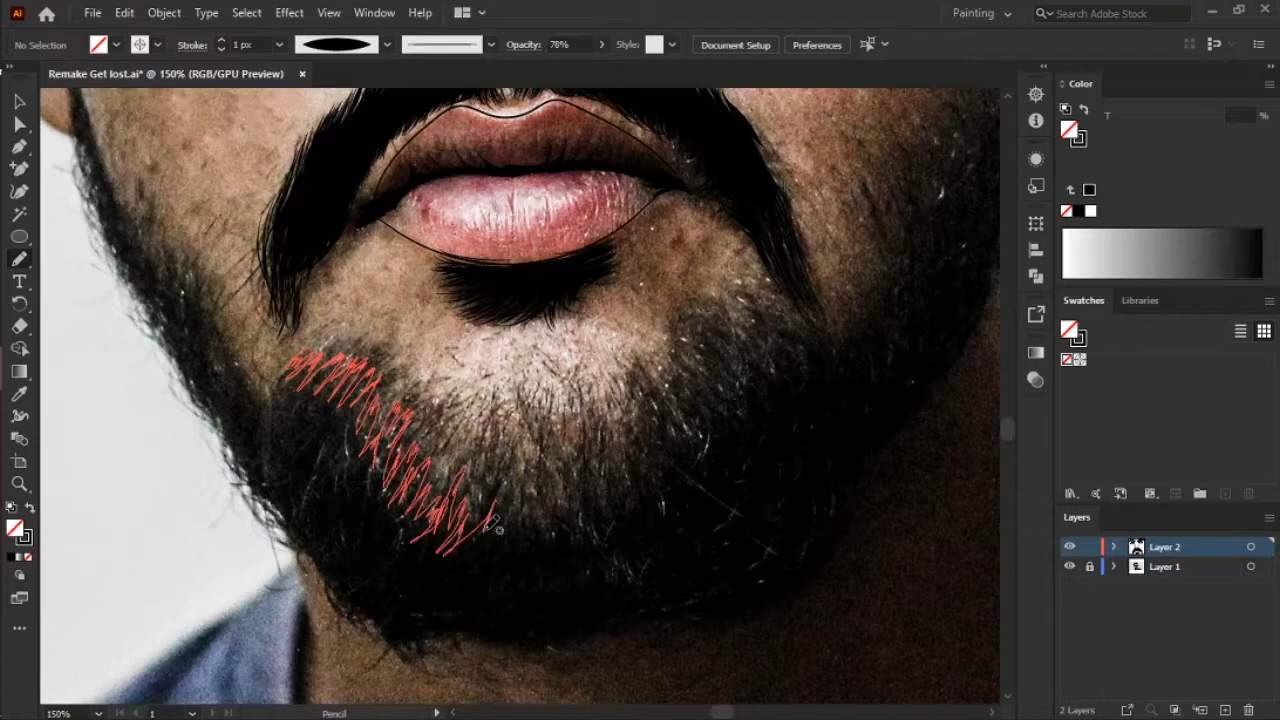 Ai File Edit Object Type Select Effect View Window Help Painting Search Adobe Stock
No Selection Stroke: 1 px Opacity: 78% Style: Document Setup Preferences
Remake Get lost.ai* @ 150% (RGB/GPU Preview) ×
Color
T %
Swatches Libraries
Layers
Layer 2
Layer 1
150% 1 Pencil 2 Layers